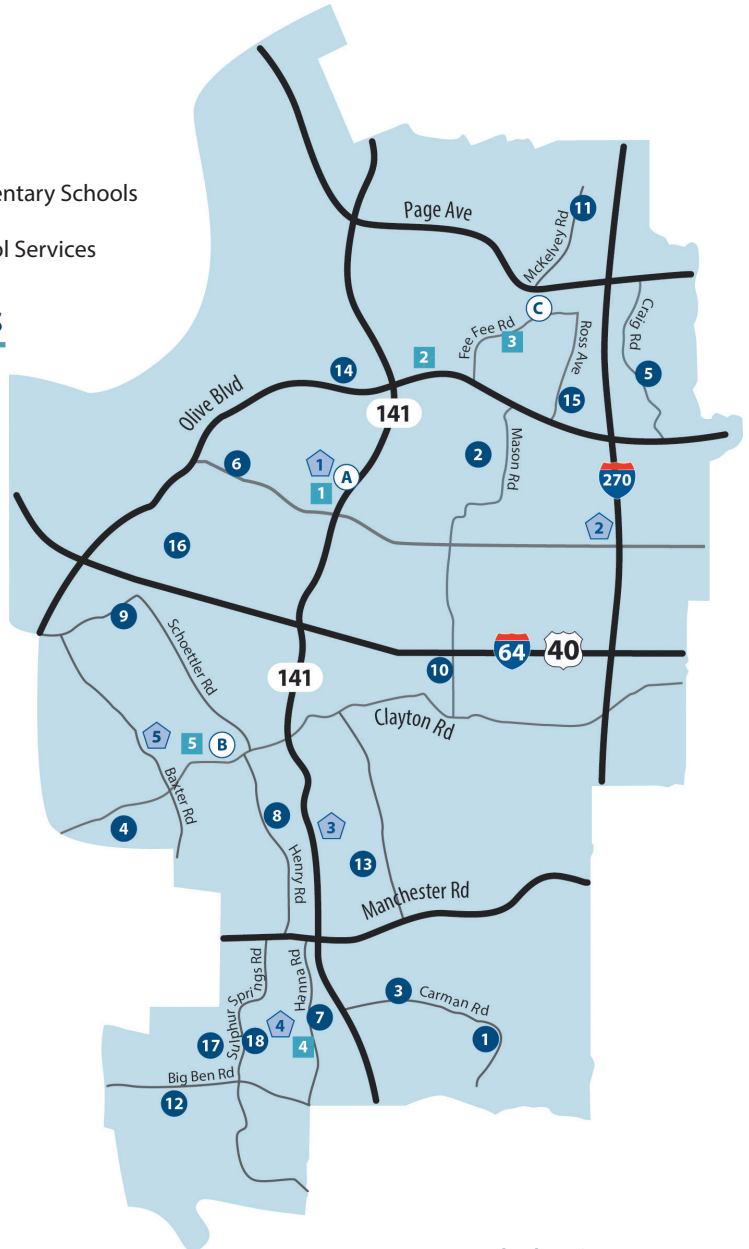 entary Schools
ol Services
s
Page Ave
McKelvey Rd
11
C
Fee Fee Rd
3
Ross Ave
Craig Rd
5
2
14
15
Olive Blvd
141
Mason Rd
2
6
1
A
1
270
2
16
9
Schoettler Rd
64
40
10
141
Clayton Rd
5
5
B
Baxter Rd
4
8
3
Henry Rd
13
Manchester Rd
Sulphur Springs Rd
Hanna Rd
3
Carman Rd
7
4
1
17
18
4
Big Ben Rd
12